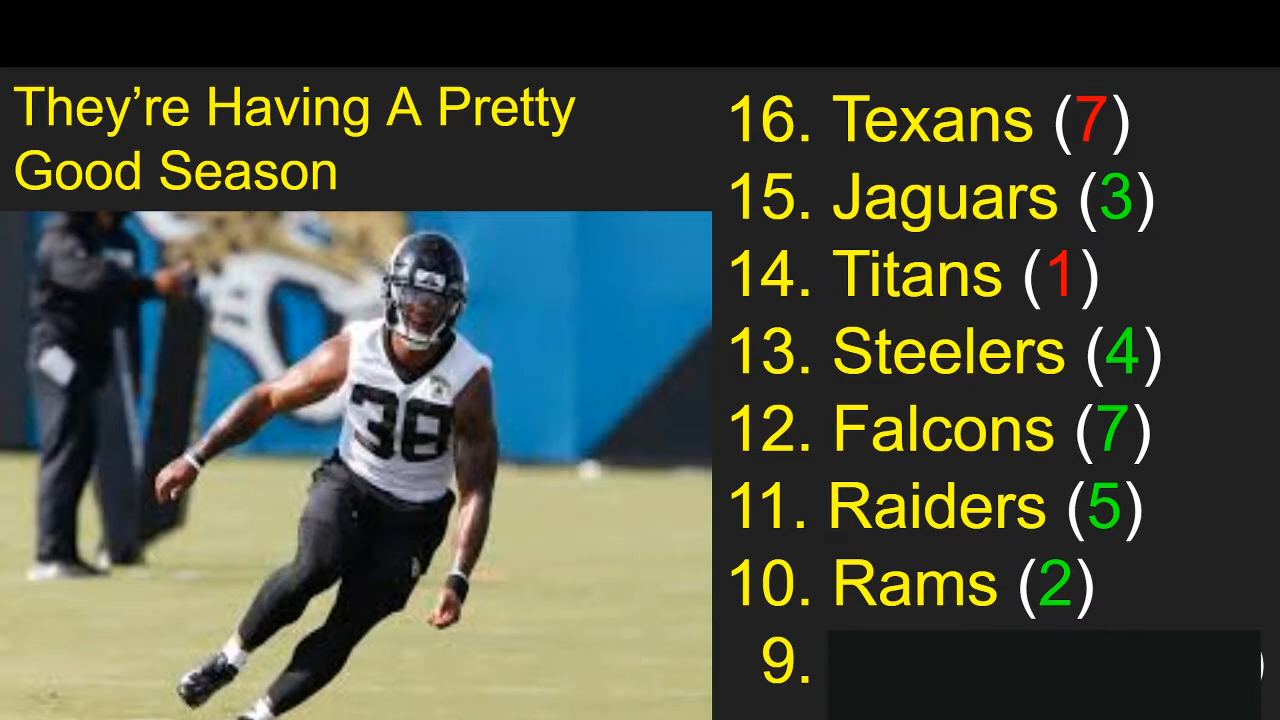 They’re Having A Pretty
Good Season
38
16. Texans (7)
15. Jaguars (3)
14. Titans (1)
13. Steelers (4)
12. Falcons (7)
11. Raiders (5)
10. Rams (2)
9.
)